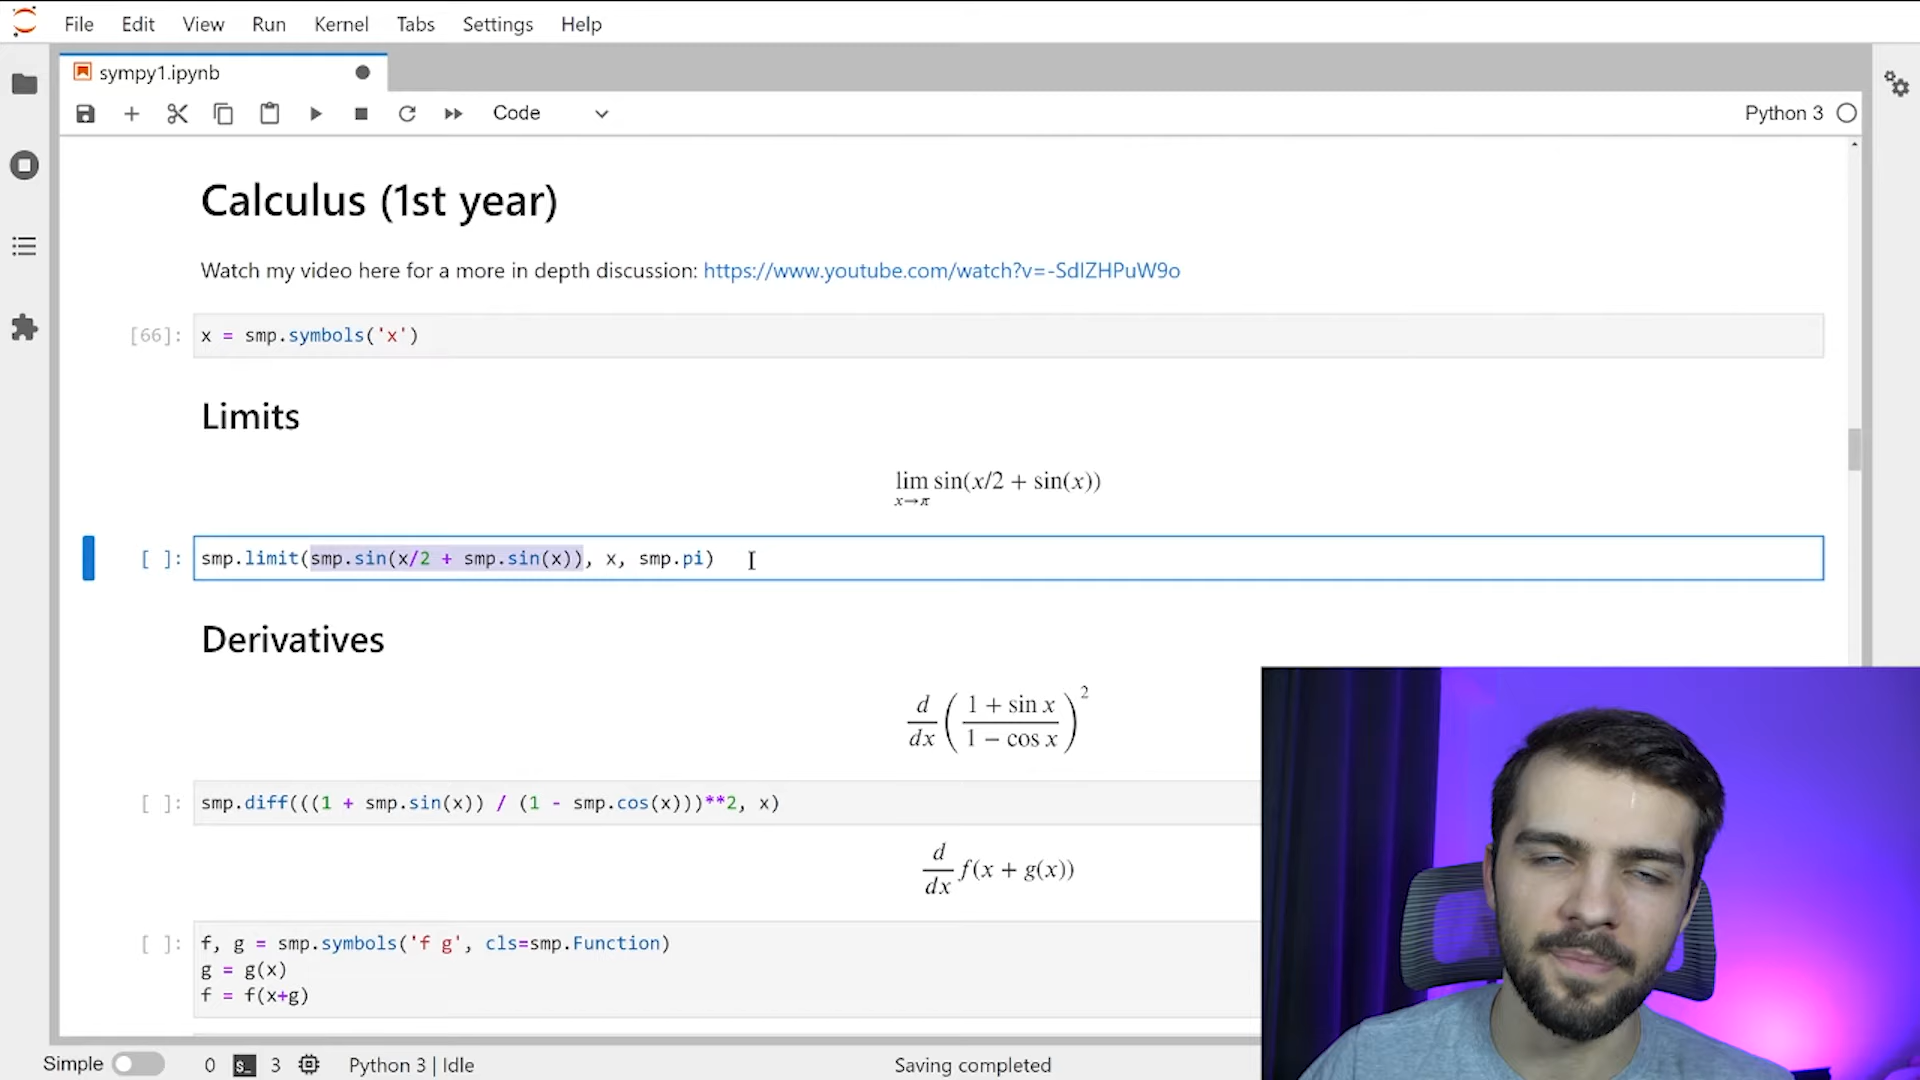 File Edit View Run Kernel Tabs Settings Help
sympy1.ipynb
Code
Python 3
Calculus (1st year)
Watch my video here for a more in depth discussion: https://www.youtube.com/watch?v=-SdIZHPuW9o
[66]: x = smp.symbols('x')
Limits
lim sin(x/2 + sin(x))
x→π
[ ]: smp.limit(smp.sin(x/2 + smp.sin(x)), x, smp.pi)
Derivatives
d/dx ((1 + sin x)/(1 − cos x))^2
[ ]: smp.diff(((1 + smp.sin(x)) / (1 - smp.cos(x)))**2, x)
d/dx f(x + g(x))
[ ]: f, g = smp.symbols('f g', cls=smp.Function)
g = g(x)
f = f(x+g)
Simple 0 $_ 3 Python 3 | Idle Saving completed